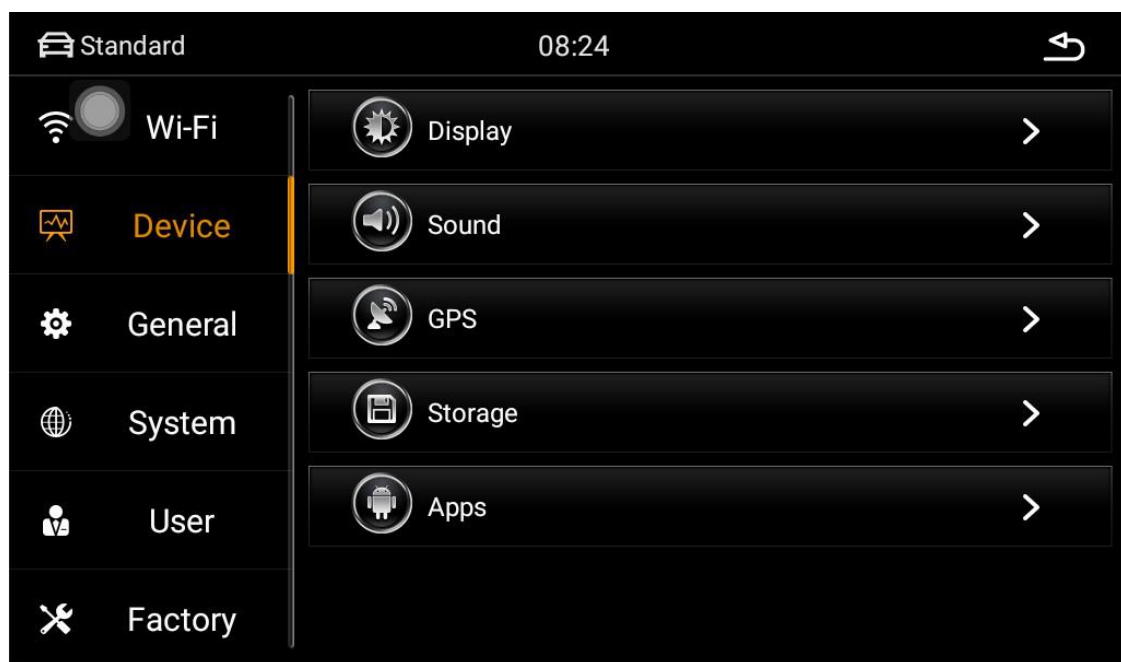 Standard
08:24
Wi-Fi
Device
General
System
User
Factory
Display
Sound
GPS
Storage
Apps